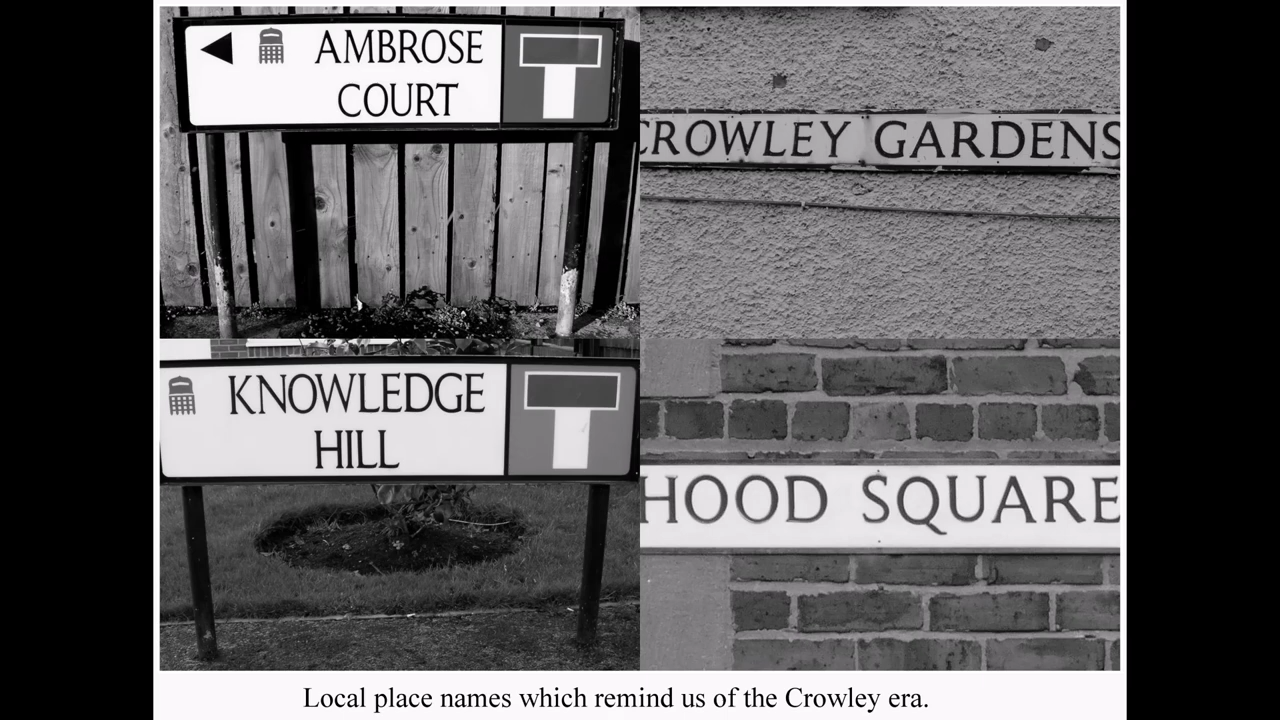 AMBROSE
COURT
CROWLEY GARDENS
KNOWLEDGE
HILL
HOOD SQUARE
Local place names which remind us of the Crowley era.